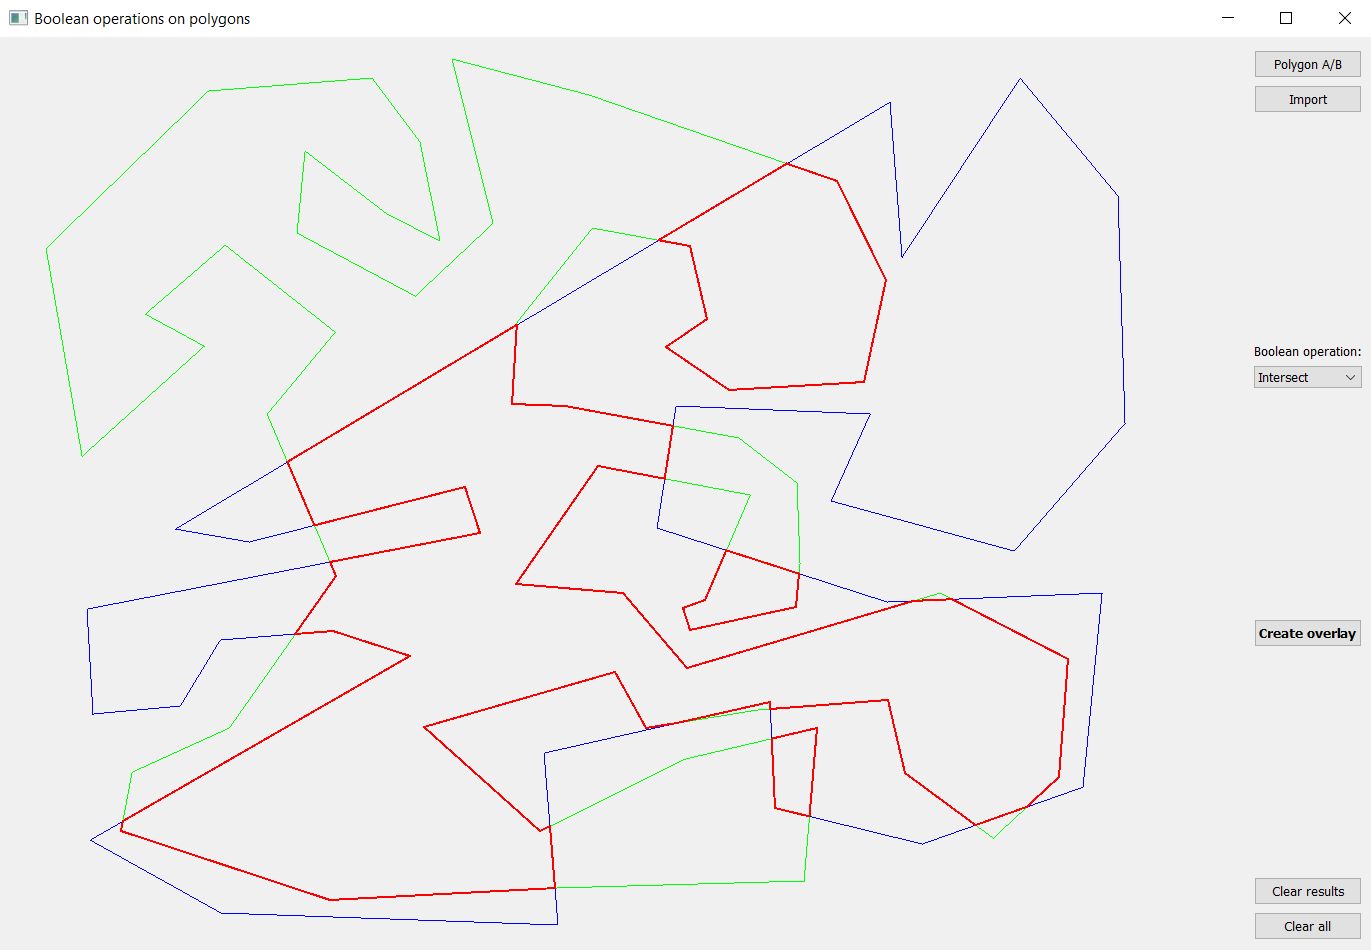 Boolean operations on polygons
Polygon A/B
Import
Boolean operation:
Intersect
Create overlay
Clear results
Clear all